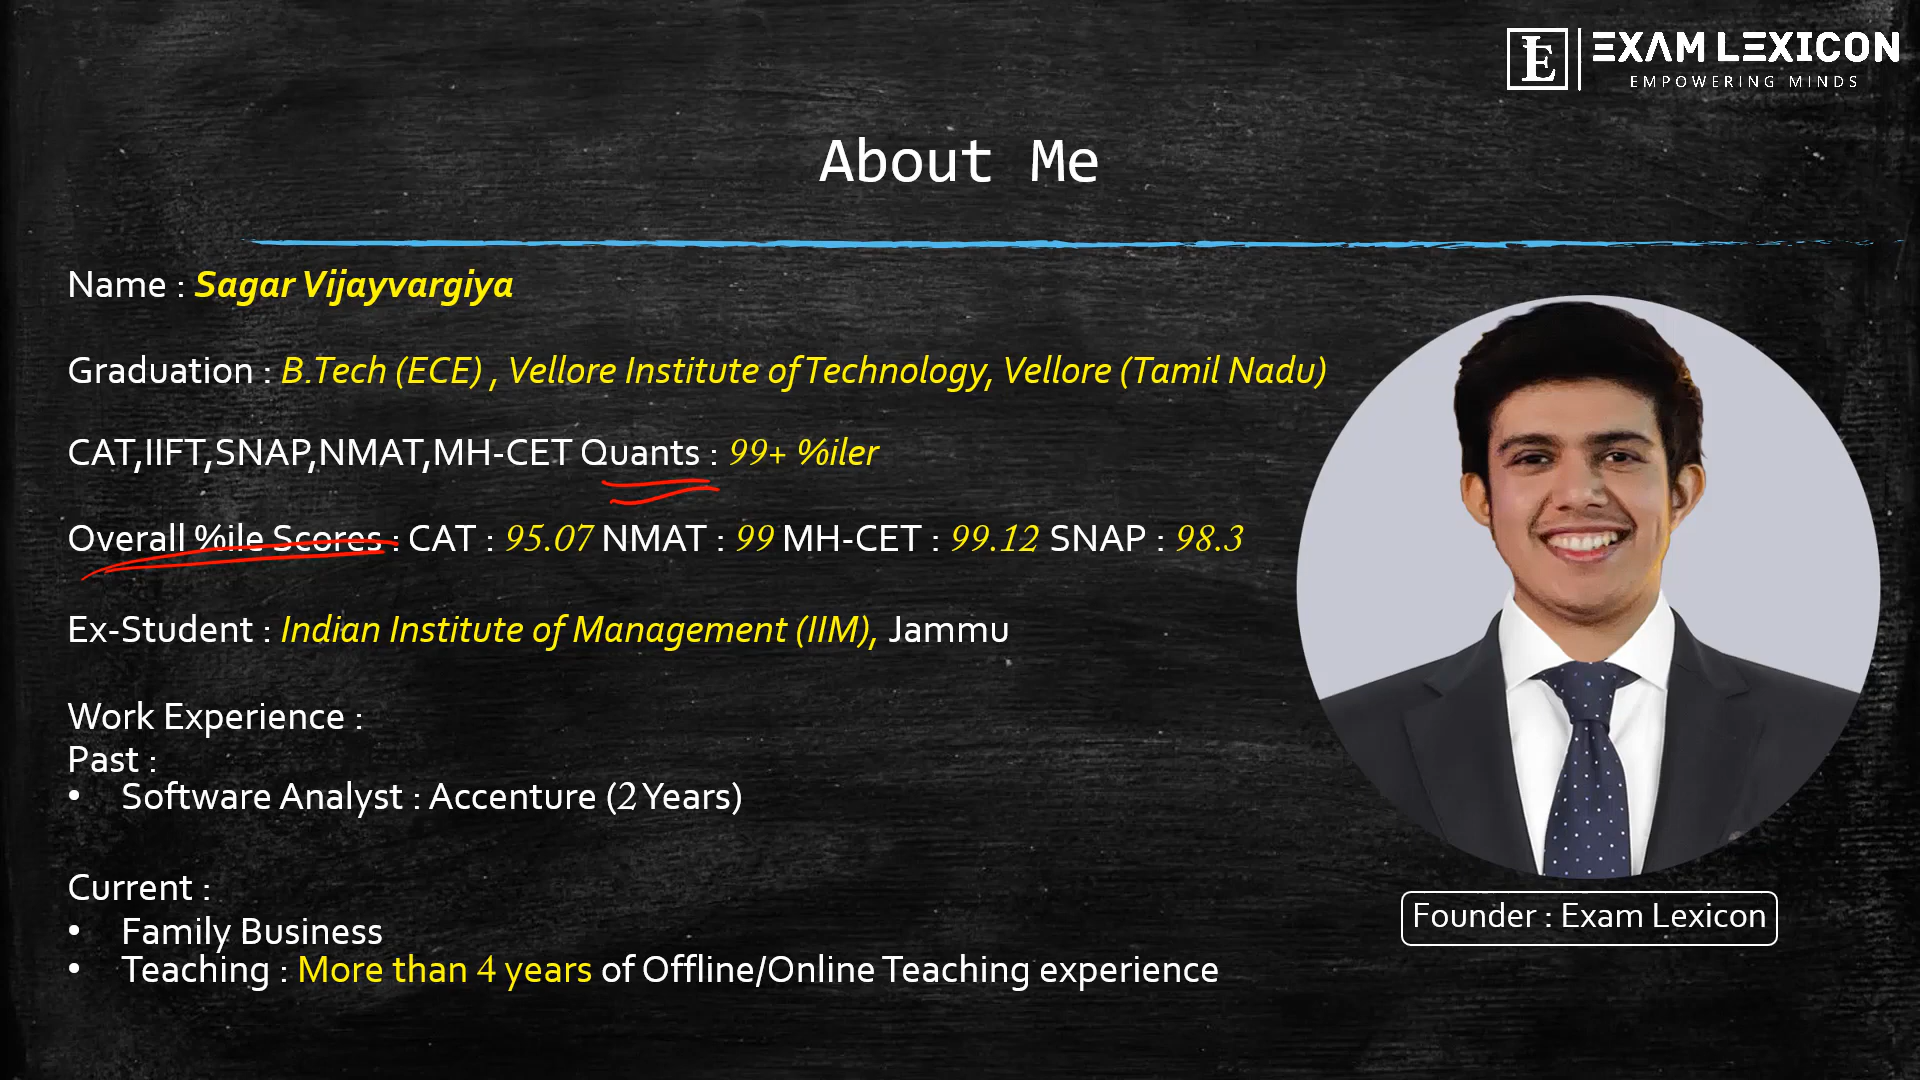 LE EXAM LEXICON
EMPOWERING MINDS
About Me
Name : Sagar Vijayvargiya
Graduation : B.Tech (ECE) , Vellore Institute of Technology, Vellore (Tamil Nadu)
CAT,IIFT,SNAP,NMAT,MH-CET Quants : 99+ %iler
Overall %ile Scores : CAT : 95.07 NMAT : 99 MH-CET : 99.12 SNAP : 98.3
Ex-Student : Indian Institute of Management (IIM), Jammu
Work Experience :
Past :
• Software Analyst : Accenture (2 Years)
Current :
• Family Business
• Teaching : More than 4 years of Offline/Online Teaching experience
Founder : Exam Lexicon